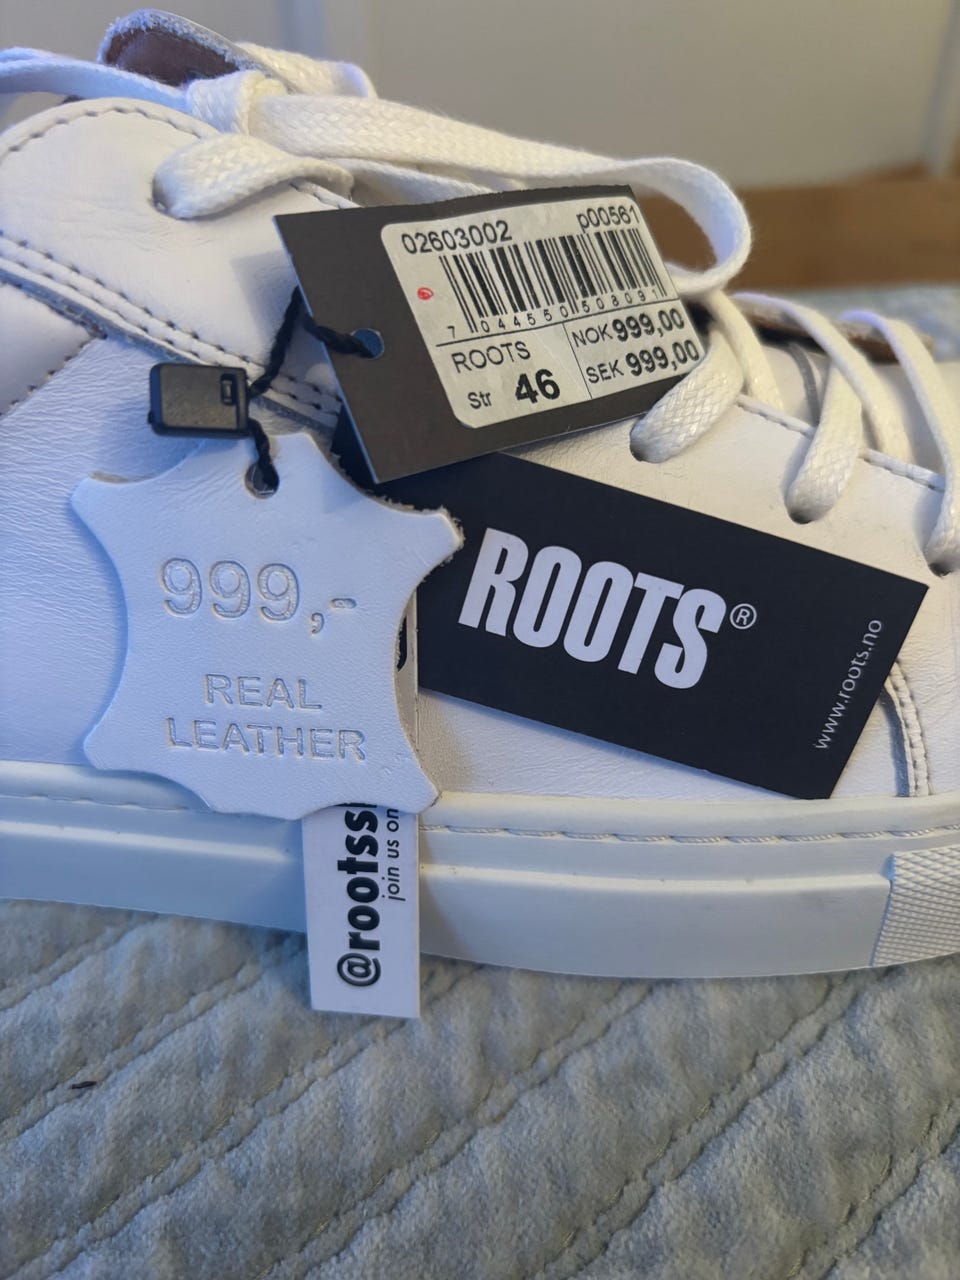 02603002 p00561
7 044550 508091
ROOTS
Str 46
NOK 999,00
SEK 999,00
ROOTS®
www.roots.no
999,-
REAL
LEATHER
join us on